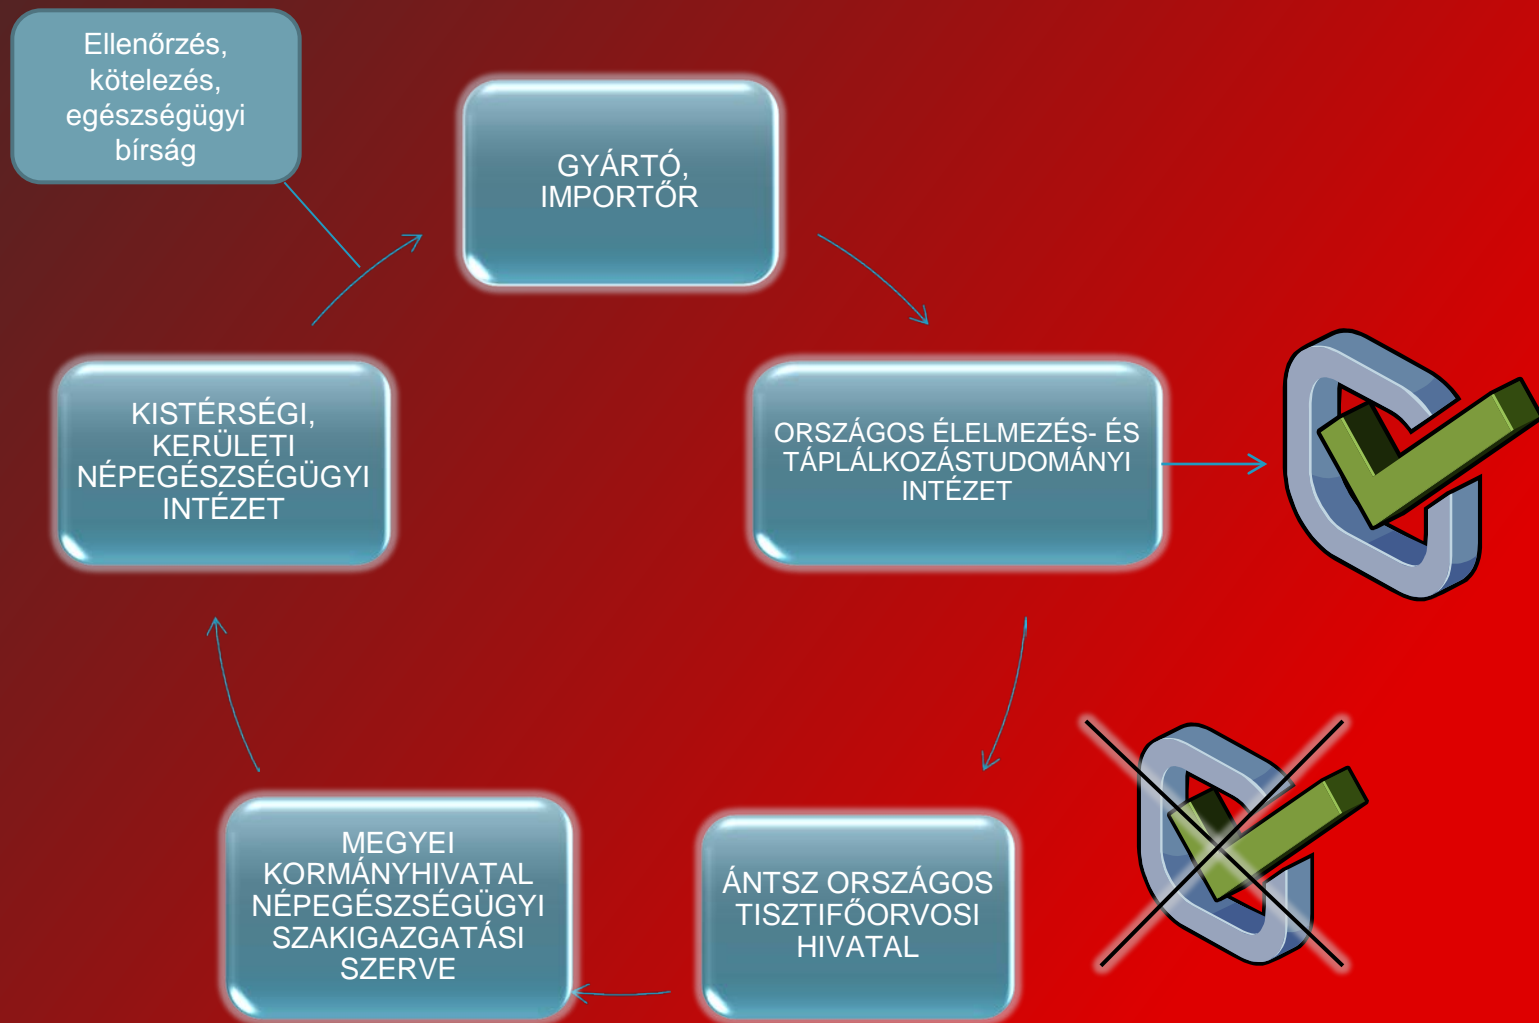 Ellenőrzés,
kötelezés,
egészségügyi
bírság
GYÁRTÓ,
IMPORTŐR
ORSZÁGOS ÉLELMEZÉS- ÉS
TÁPLÁLKOZÁSTUDOMÁNYI
INTÉZET
ÁNTSZ ORSZÁGOS
TISZTIFŐORVOSI
HIVATAL
MEGYEI
KORMÁNYHIVATAL
NÉPEGÉSZSÉGÜGYI
SZAKIGAZGATÁSI
SZERVE
KISTÉRSÉGI,
KERÜLETI
NÉPEGÉSZSÉGÜGYI
INTÉZET